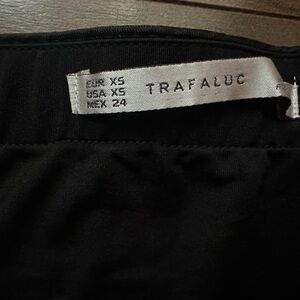 EUR XS
USA XS
MEX 24
TRAFALUC